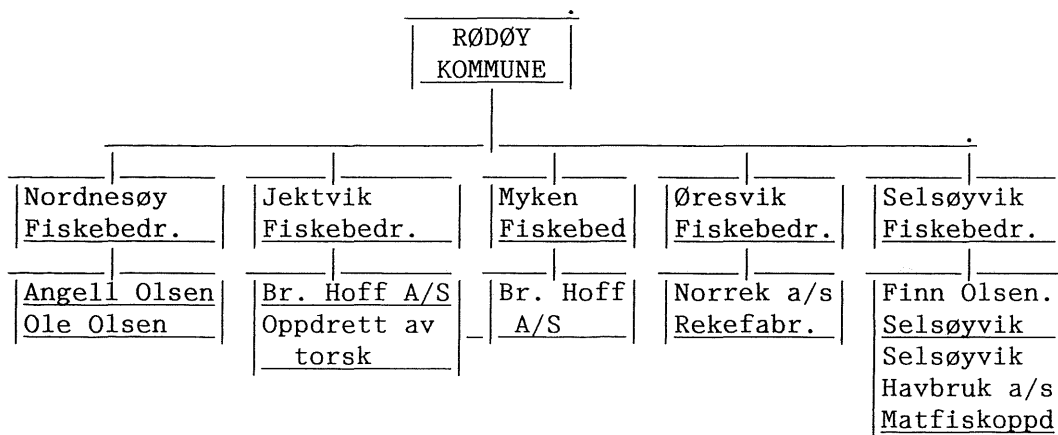 RØDØY
KOMMUNE
Nordnesøy
Fiskebedr.
Jektvik
Fiskebedr.
Myken
Fiskebed
Øresvik
Fiskebedr.
Selsøyvik
Fiskebedr.
Angell Olsen
Ole Olsen
Br. Hoff A/S
Oppdrett av
torsk
Br. Hoff
A/S
Norrek a/s
Rekefabr.
Finn Olsen.
Selsøyvik
Selsøyvik
Havbruk a/s
Matfiskoppd